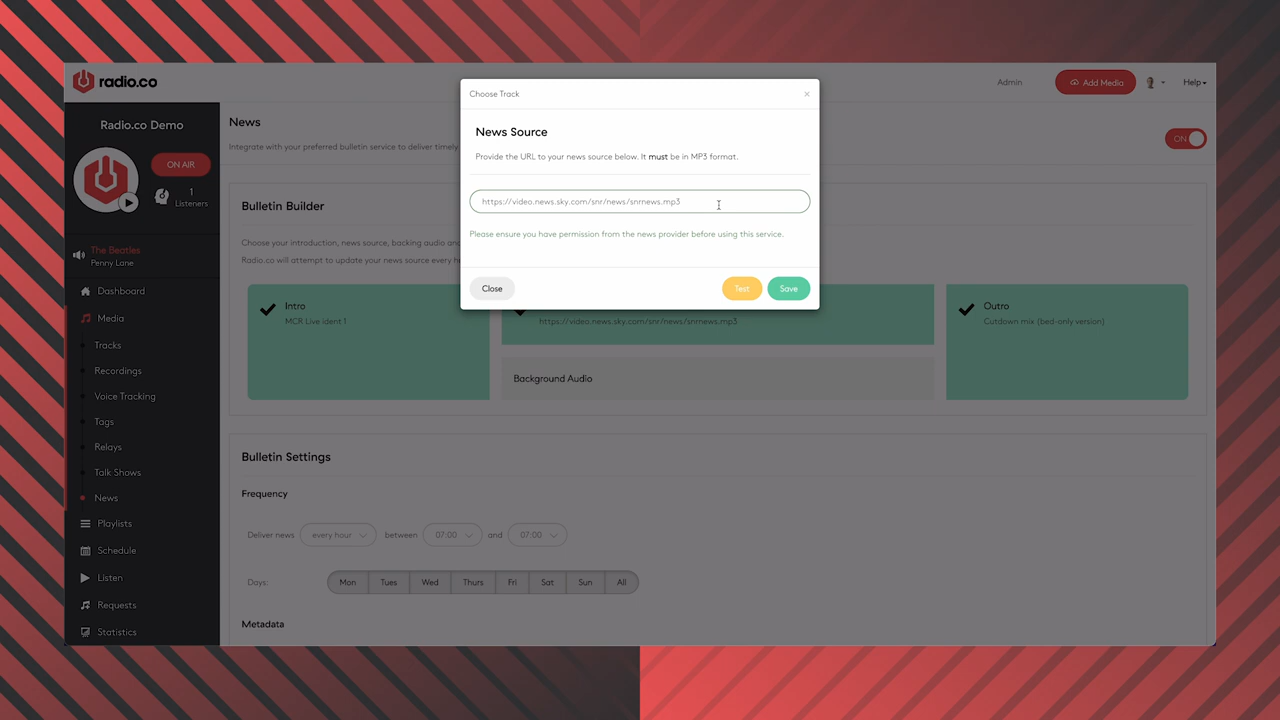 radio.co
Admin
Add Media
Help
Radio.co Demo
ON AIR
1
Listeners
The Beatles
Penny Lane
Dashboard
Media
Tracks
Recordings
Voice Tracking
Tags
Relays
Talk Shows
News
Playlists
Schedule
Listen
Requests
Statistics
News
Integrate with your preferred bulletin service to deliver timely
ON
Bulletin Builder
Choose your introduction, news source, backing audio and
Radio.co will attempt to update your news source every
Intro
MCR Live ident 1
https://video.news.sky.com/snr/news/snrnews.mp3
Background Audio
Outro
Cutdown mix (bed-only version)
Bulletin Settings
Frequency
Deliver news every hour between 07:00 and 07:00
Days: Mon Tues Wed Thurs Fri Sat Sun All
Metadata
Choose Track
×
News Source
Provide the URL to your news source below. It must be in MP3 format.
https://video.news.sky.com/snr/news/snrnews.mp3
Please ensure you have permission from the news provider before using this service.
Close
Test
Save